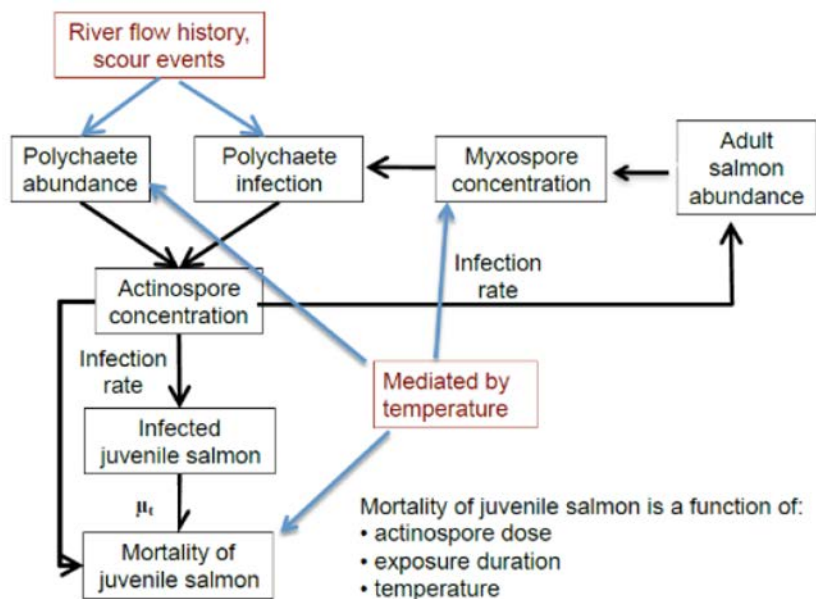 River flow history,
scour events
Polychaete
abundance
Polychaete
infection
Myxospore
concentration
Adult
salmon
abundance
Infection
rate
Actinospore
concentration
Infection
rate
Mediated by
temperature
Infected
juvenile salmon
μₜ
Mortality of
juvenile salmon
Mortality of juvenile salmon is a function of:
• actinospore dose
• exposure duration
• temperature